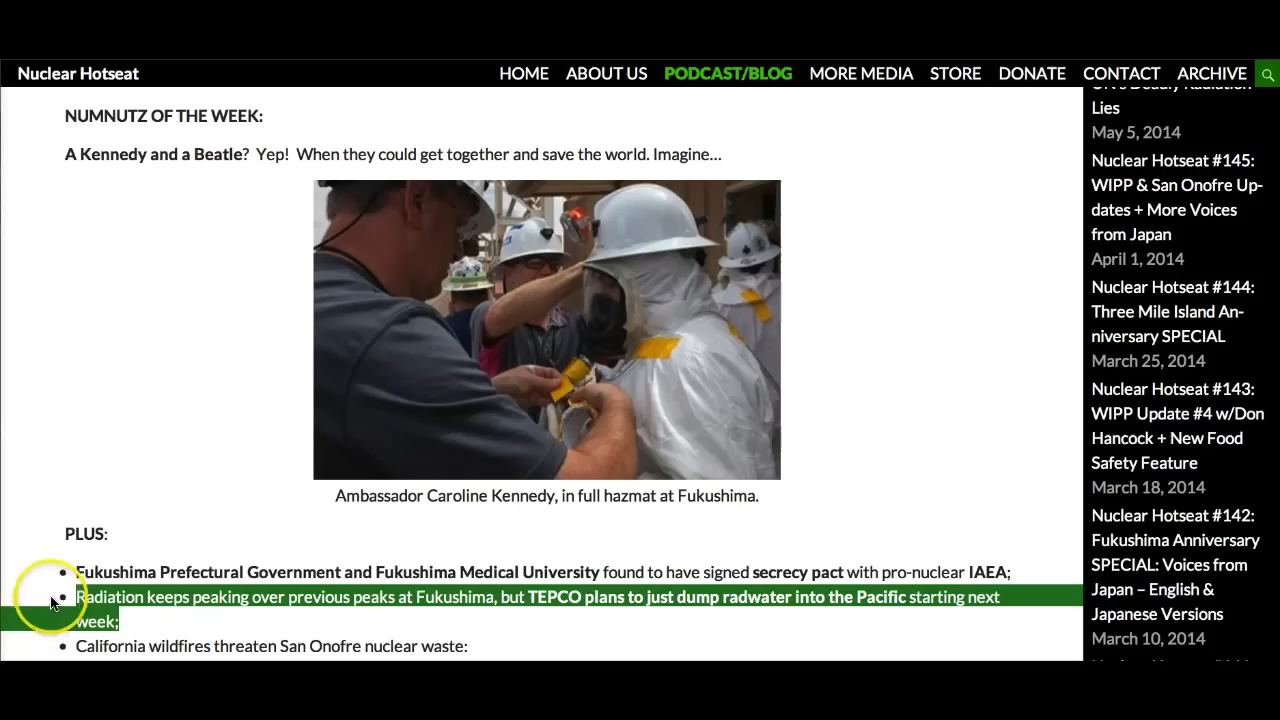 Nuclear Hotseat
HOME ABOUT US PODCAST/BLOG MORE MEDIA STORE DONATE CONTACT ARCHIVE
NUMNUTZ OF THE WEEK:
A Kennedy and a Beatle? Yep! When they could get together and save the world. Imagine...
Ambassador Caroline Kennedy, in full hazmat at Fukushima.
PLUS:
Fukushima Prefectural Government and Fukushima Medical University found to have signed secrecy pact with pro-nuclear IAEA;
Radiation keeps peaking over previous peaks at Fukushima, but TEPCO plans to just dump radwater into the Pacific starting next
week;
California wildfires threaten San Onofre nuclear waste:
UN's Deadly Radiation
Lies
May 5, 2014
Nuclear Hotseat #145:
WIPP & San Onofre Up-
dates + More Voices
from Japan
April 1, 2014
Nuclear Hotseat #144:
Three Mile Island An-
niversary SPECIAL
March 25, 2014
Nuclear Hotseat #143:
WIPP Update #4 w/Don
Hancock + New Food
Safety Feature
March 18, 2014
Nuclear Hotseat #142:
Fukushima Anniversary
SPECIAL: Voices from
Japan – English &
Japanese Versions
March 10, 2014